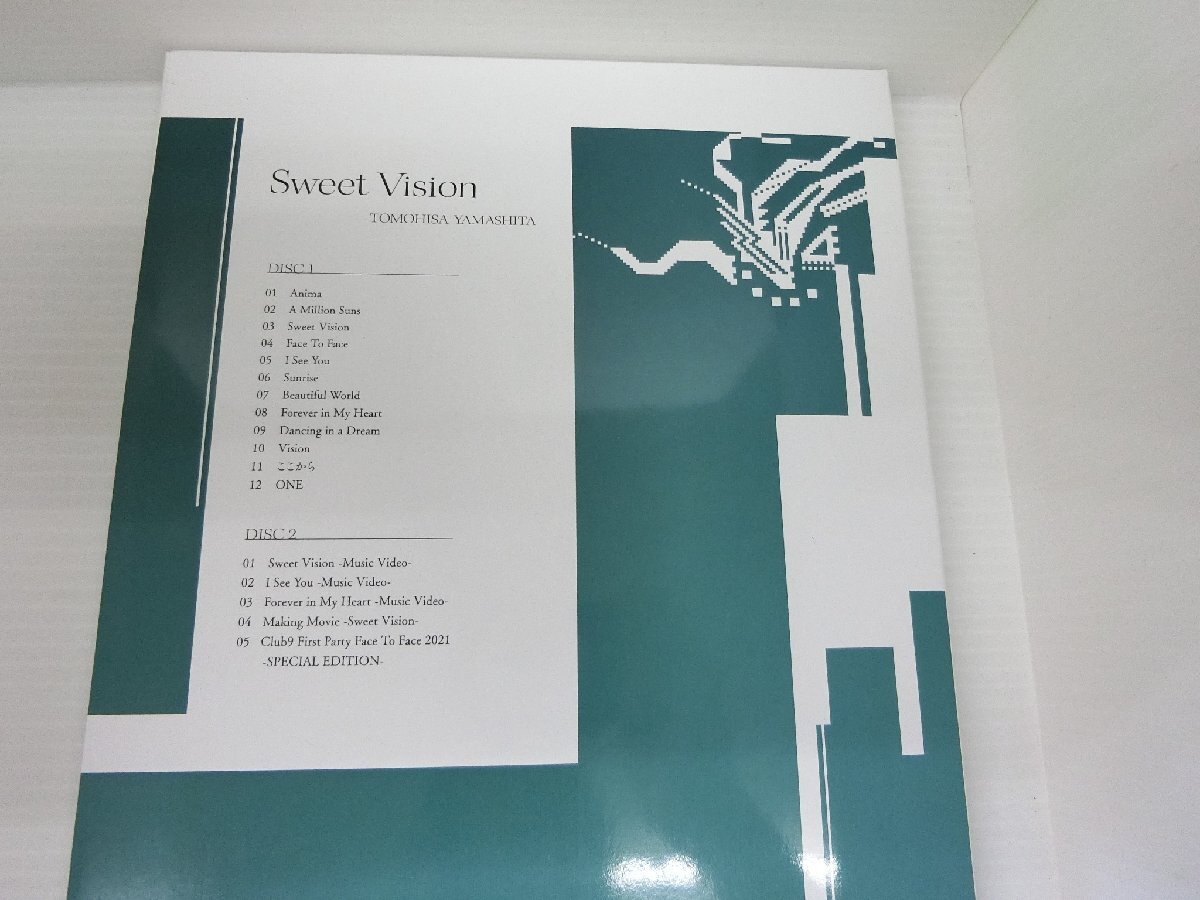 Sweet Vision
TOMOHISA YAMASHITA
DISC 1
01 Anima
02 A Million Suns
03 Sweet Vision
04 Face To Face
05 I See You
06 Sunrise
07 Beautiful World
08 Forever in My Heart
09 Dancing in a Dream
10 Vision
11 ここから
12 ONE
DISC 2
01 Sweet Vision -Music Video-
02 I See You -Music Video-
03 Forever in My Heart -Music Video-
04 Making Movie -Sweet Vision-
05 Club9 First Party Face To Face 2021
-SPECIAL EDITION-